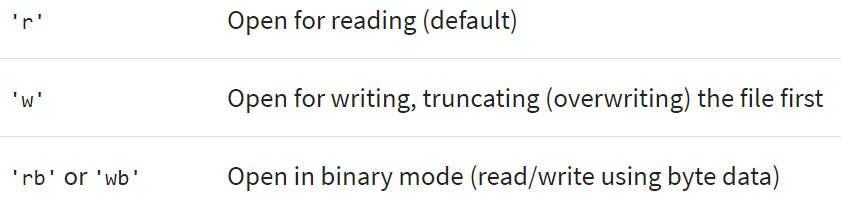 'r' Open for reading (default)
'w' Open for writing, truncating (overwriting) the file first
'rb' or 'wb' Open in binary mode (read/write using byte data)